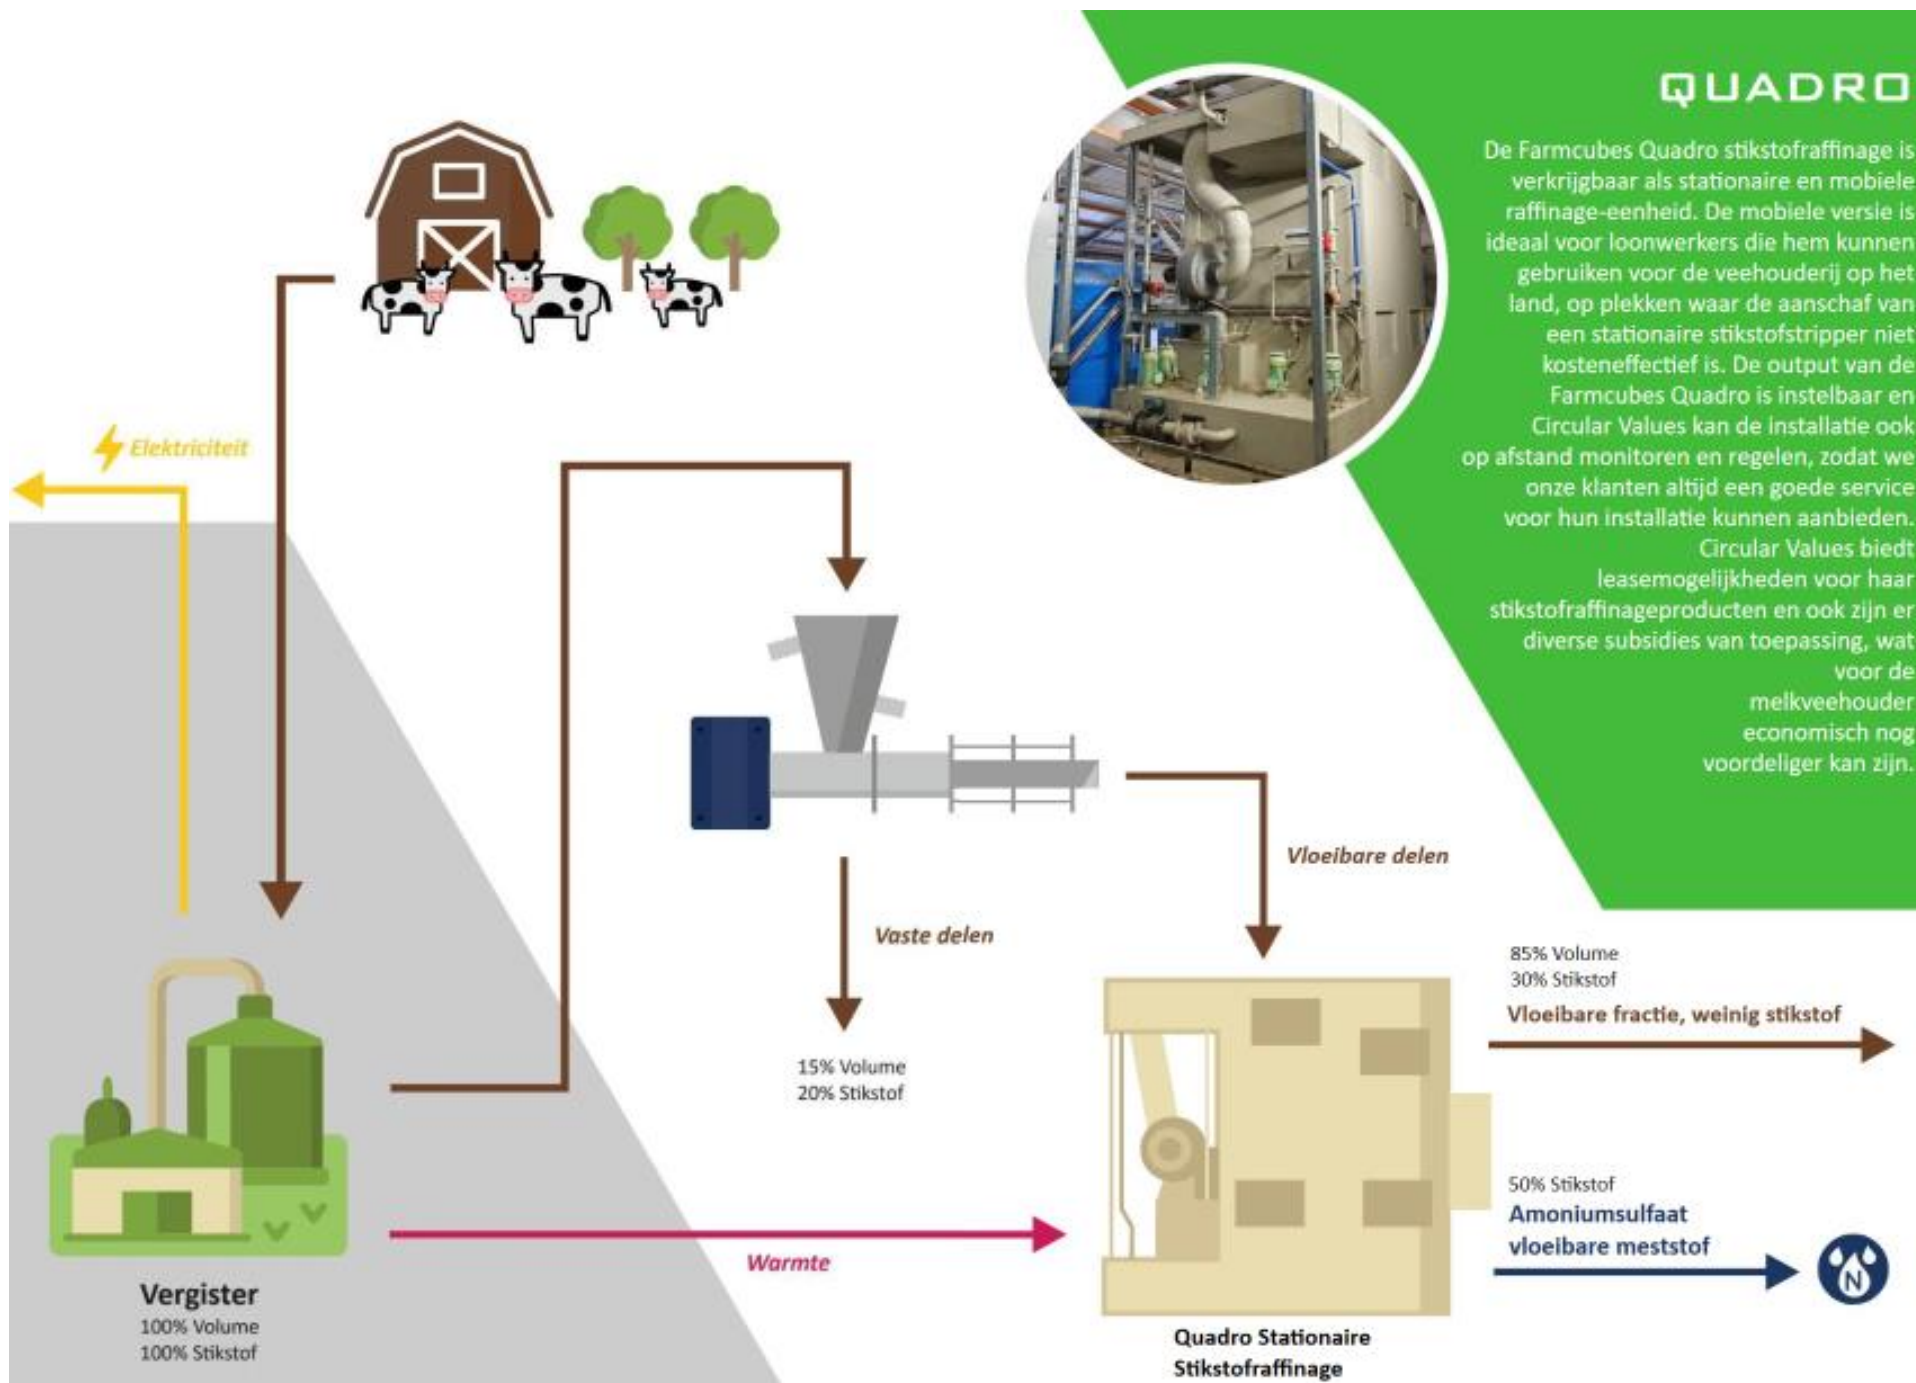 QUADRO
De Farmcubes Quadro stikstofraffinage is
verkrijgbaar als stationaire en mobiele
raffinage-eenheid. De mobiele versie is
ideaal voor loonwerkers die hem kunnen
gebruiken voor de veehouderij op het
land, op plekken waar de aanschaf van
een stationaire stikstofstripper niet
kosteneffectief is. De output van de
Farmcubes Quadro is instelbaar en
Circular Values kan de installatie ook
op afstand monitoren en regelen, zodat we
onze klanten altijd een goede service
voor hun installatie kunnen aanbieden.
Circular Values biedt
leasemogelijkheden voor haar
stikstofraffinageproducten en ook zijn er
diverse subsidies van toepassing, wat
voor de
melkveehouder
economisch nog
voordeliger kan zijn.
Elektriciteit
Vloeibare delen
Vaste delen
15% Volume
20% Stikstof
85% Volume
30% Stikstof
Vloeibare fractie, weinig stikstof
50% Stikstof
Amoniumsulfaat
vloeibare meststof
N
Warmte
Vergister
100% Volume
100% Stikstof
Quadro Stationaire
Stikstofraffinage